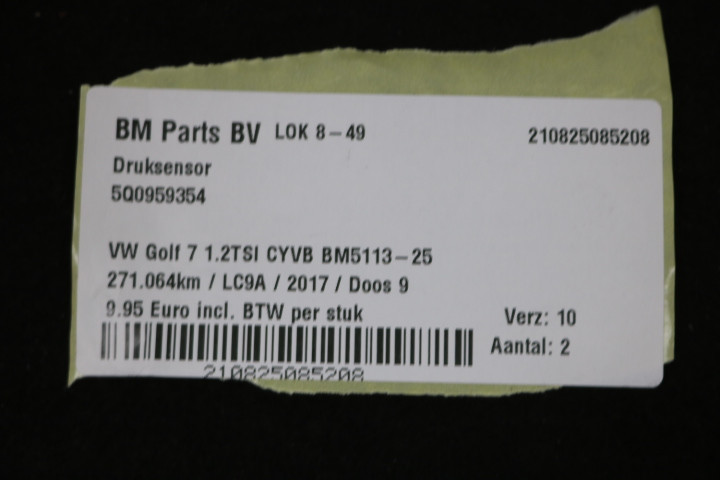 BM Parts BV LOK 8-49 210825085208
Druksensor
5Q0959354
VW Golf 7 1.2TSI CYVB BM5113-25
271.064km / LC9A / 2017 / Doos 9
9.95 Euro incl. BTW per stuk Verz: 10
Aantal: 2
210825085208